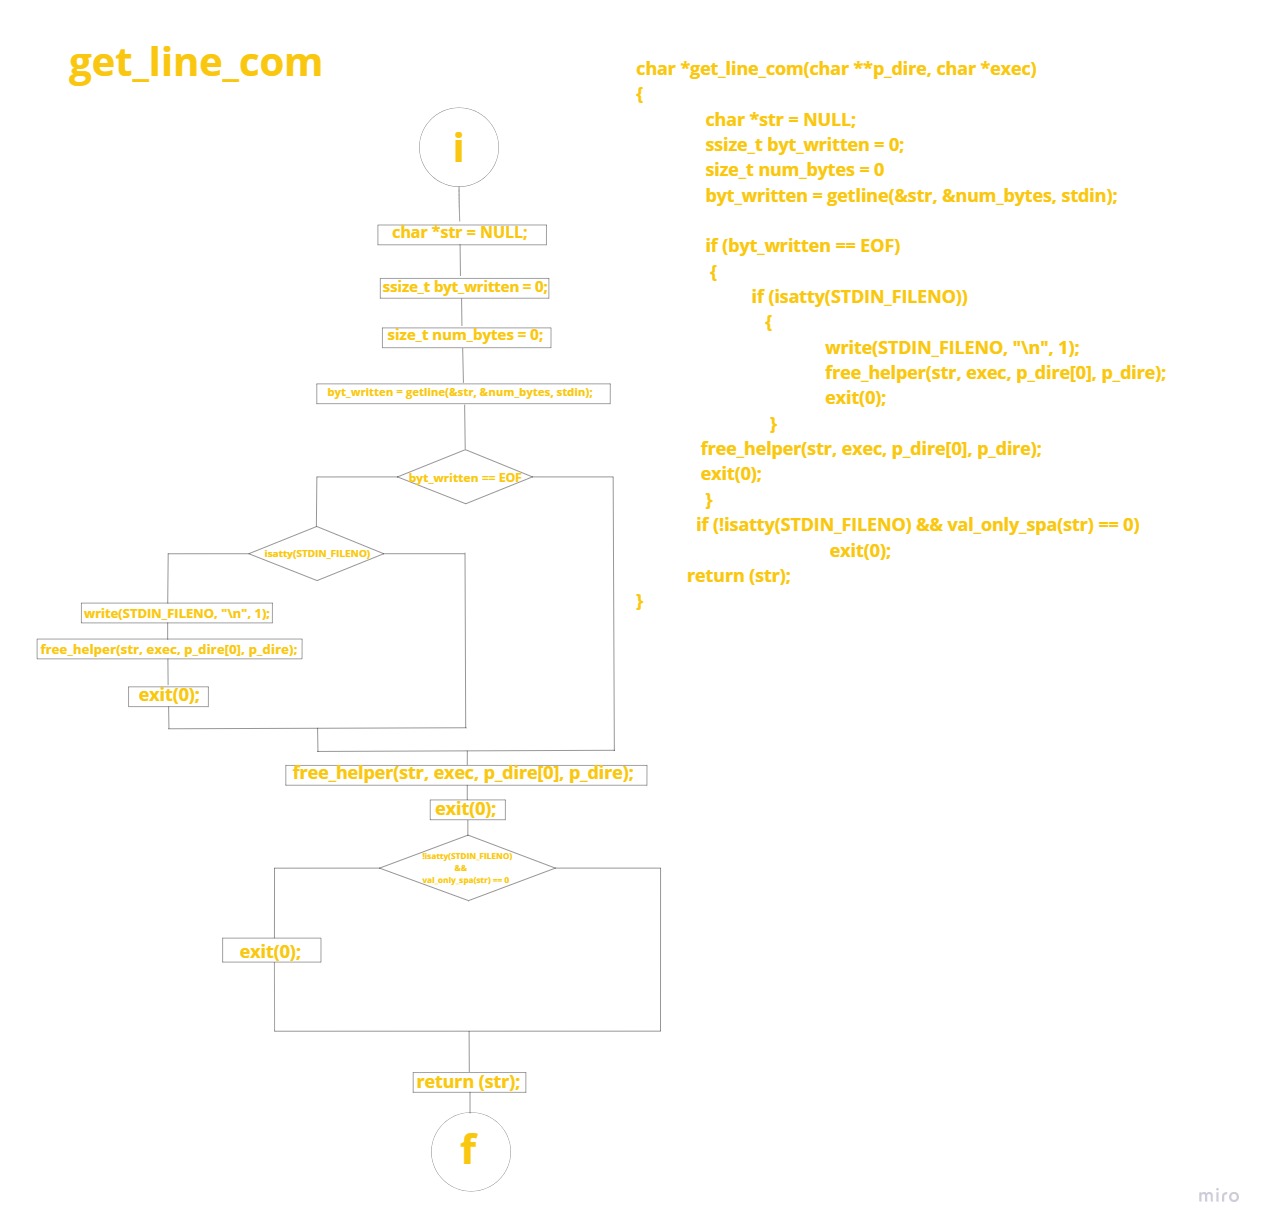 get_line_com
i
char *str = NULL;
ssize_t byt_written = 0;
size_t num_bytes = 0;
byt_written = getline(&str, &num_bytes, stdin);
byt_written == EOF
isatty(STDIN_FILENO)
write(STDIN_FILENO, "\n", 1);
free_helper(str, exec, p_dire[0], p_dire);
exit(0);
free_helper(str, exec, p_dire[0], p_dire);
exit(0);
!isatty(STDIN_FILENO)
&&
val_only_spa(str) == 0
exit(0);
return (str);
f
char *get_line_com(char **p_dire, char *exec)
{
char *str = NULL;
ssize_t byt_written = 0;
size_t num_bytes = 0
byt_written = getline(&str, &num_bytes, stdin);
if (byt_written == EOF)
{
if (isatty(STDIN_FILENO))
{
write(STDIN_FILENO, "\n", 1);
free_helper(str, exec, p_dire[0], p_dire);
exit(0);
}
free_helper(str, exec, p_dire[0], p_dire);
exit(0);
}
if (!isatty(STDIN_FILENO) && val_only_spa(str) == 0)
exit(0);
return (str);
}
miro